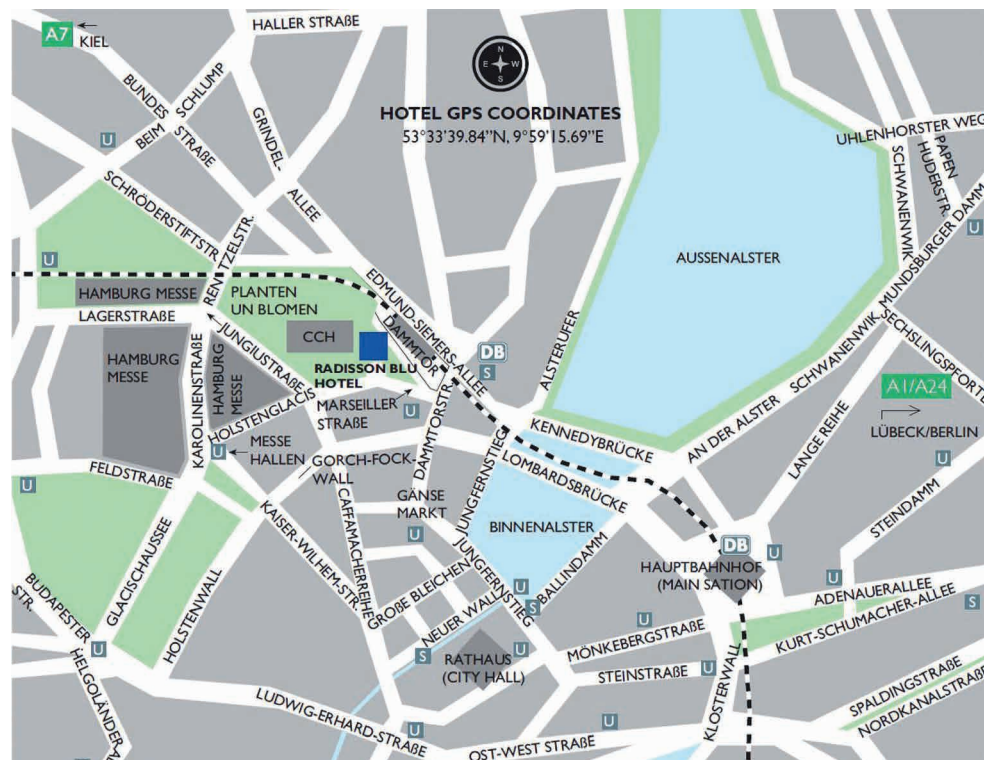 HALLER STRAßE
A7
KIEL
BUNDES
STRAßE
BEIM
SCHLUMP
GRINDEL-
ALLEE
N
E W
S
HOTEL GPS COORDINATES
53°33'39.84"N, 9°59'15.69"E
UHLENHORSTER WEG
PAPEN
HUDERSTR.
SCHWANENWIK
MUNDSBURGER DAMM
U
SCHRÖDERSTIFTSTR.
RENTZELSTR.
U
U
AUSSENALSTER
HAMBURG MESSE
PLANTEN
UN BLOMEN
EDMUND-SIEMERS-ALLEE
LAGERSTRAßE
JUNGIUSTRAßE
CCH
DAMMTOR
DB
S
ALSTERUFER
SCHWANENWIK
SECHSLINGSPFORTE
HAMBURG
MESSE
KAROLINENSTRAßE
HAMBURG
MESSE
RADISSON BLU
HOTEL
A1/A24
LÜBECK/BERLIN
HOLSTENGLACIS
MARSEILLER
STRAßE
U
DAMMTORSTR.
KENNEDYBRÜCKE
AN DER ALSTER
LANGE REIHE
U
MESSE
HALLEN
FELDSTRAßE
U
GORCH-FOCK-
WALL
LOMBARDSBRÜCKE
JUNGFERNSTIEG
U
STEINDAMM
GÄNSE
MARKT
U
CAFFAMACHERREIHE
KAISER-WILHEM-STR.
BINNENALSTER
DB
HAUPTBAHNHOF
(MAIN SATION)
U
U
GLACISCHAUSSEE
HOLSTENWALL
BUDAPESTER
STR.
U
GROßE BLEICHEN
JUNGFERNSTIEG
U
S
BALLINDAMM
NEUER WALL
ADENAUERALLEE
KURT-SCHUMACHER-ALLEE
S
U
MÖNKEBERGSTRAßE
S
RATHAUS
(CITY HALL)
U
STEINSTRAßE
U
KLOSTERWALL
HELGOLÄNDER
LUDWIG-ERHARD-STRAßE
U
U
OST-WEST STRAßE
SPALDINGSTRAßE
NORDKANALSTRAßE